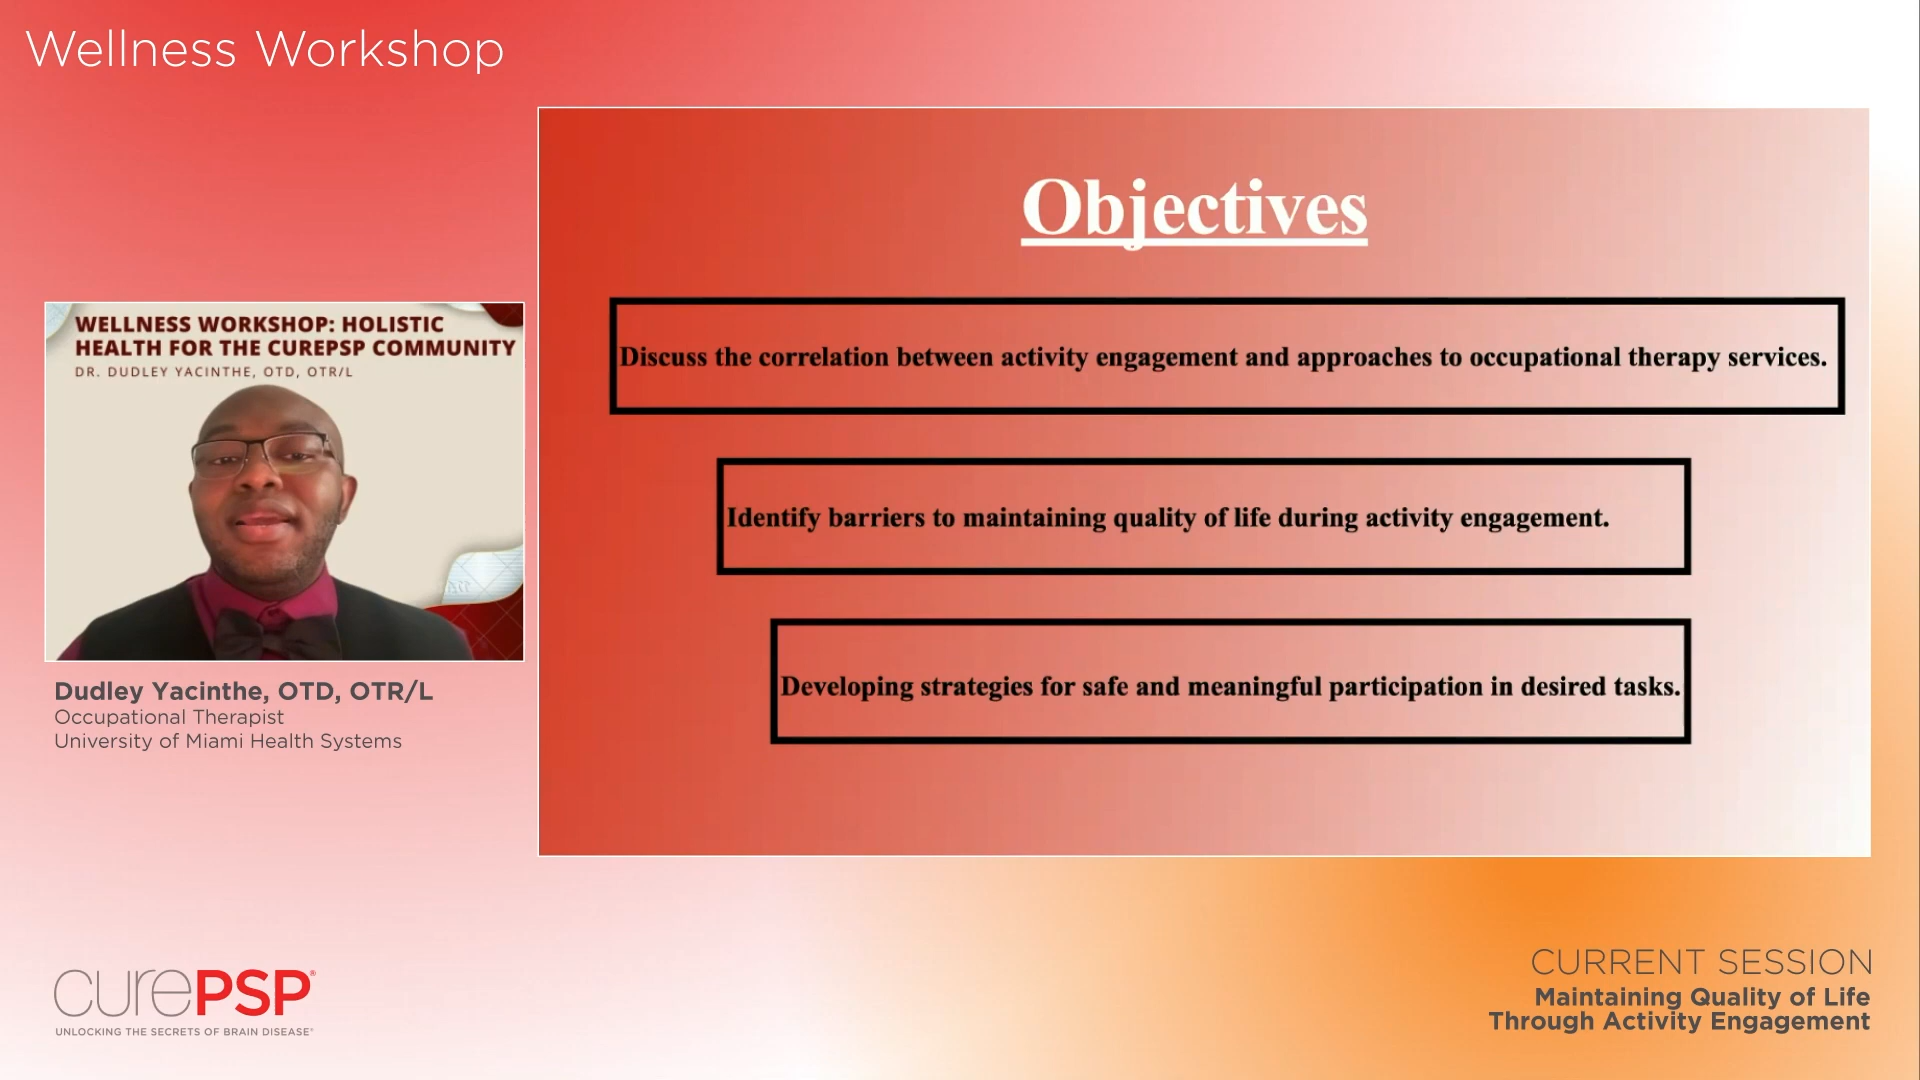 Wellness Workshop
Objectives
Discuss the correlation between activity engagement and approaches to occupational therapy services.
Identify barriers to maintaining quality of life during activity engagement.
Developing strategies for safe and meaningful participation in desired tasks.
WELLNESS WORKSHOP: HOLISTIC
HEALTH FOR THE CUREPSP COMMUNITY
DR. DUDLEY YACINTHE, OTD, OTR/L
Dudley Yacinthe, OTD, OTR/L
Occupational Therapist
University of Miami Health Systems
curePSP®
UNLOCKING THE SECRETS OF BRAIN DISEASE®
CURRENT SESSION
Maintaining Quality of Life
Through Activity Engagement